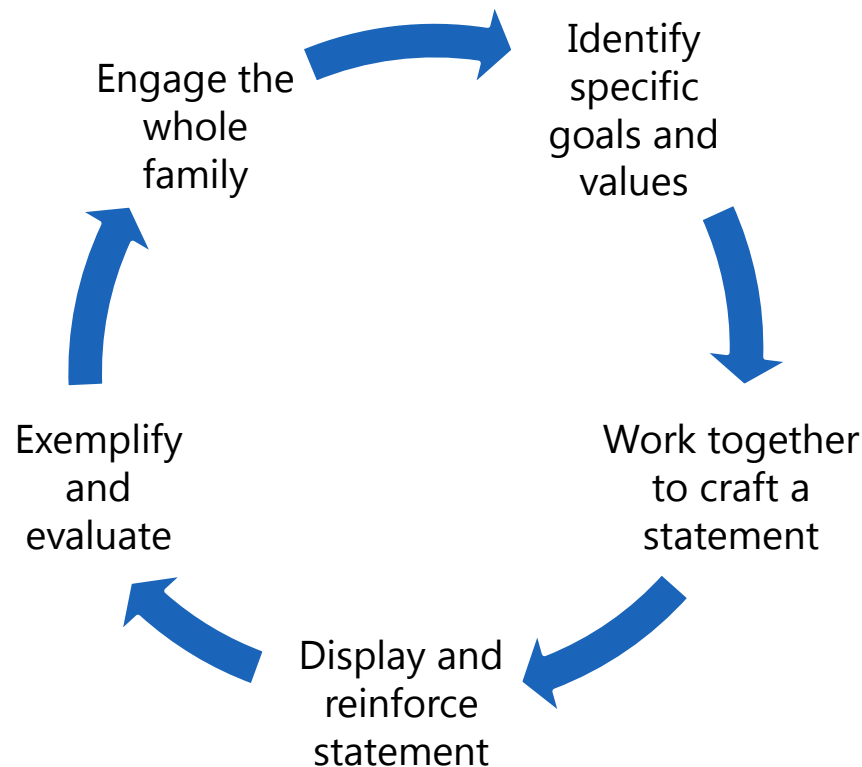 Engage the
whole
family
Identify
specific
goals and
values
Work together
to craft a
statement
Display and
reinforce
statement
Exemplify
and
evaluate